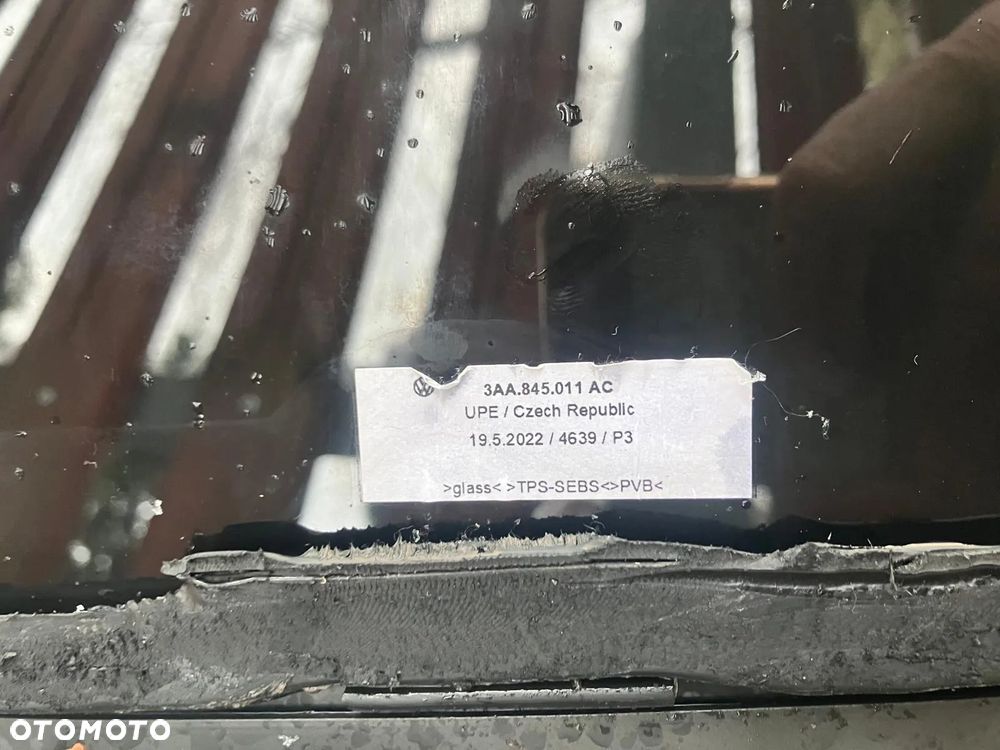 3AA.845.011 AC
UPE / Czech Republic
19.5.2022 / 4639 / P3
>glass< >TPS-SEBS<>PVB<
OTOMOTO